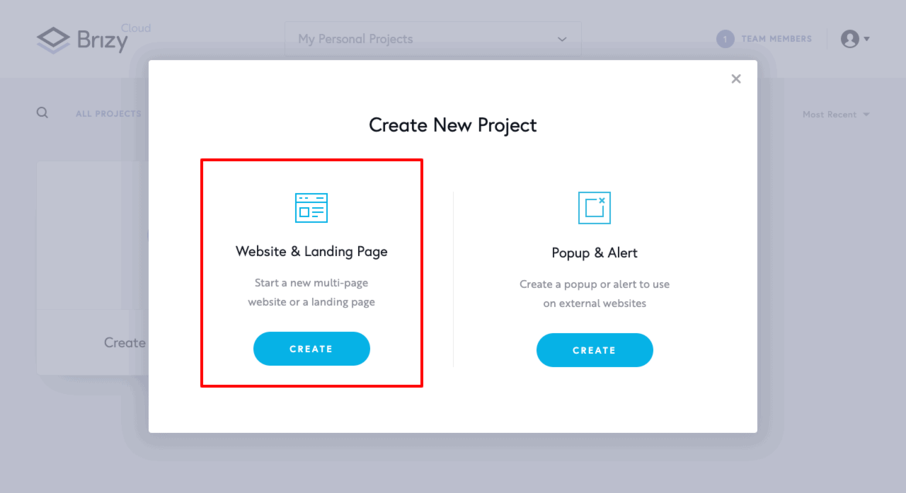 Brizy
Cloud
My Personal Projects
1
TEAM MEMBERS
ALL PROJECTS
Most Recent
Create New Project
Website & Landing Page
Start a new multi-page
website or a landing page
CREATE
Popup & Alert
Create a popup or alert to use
on external websites
CREATE
Create